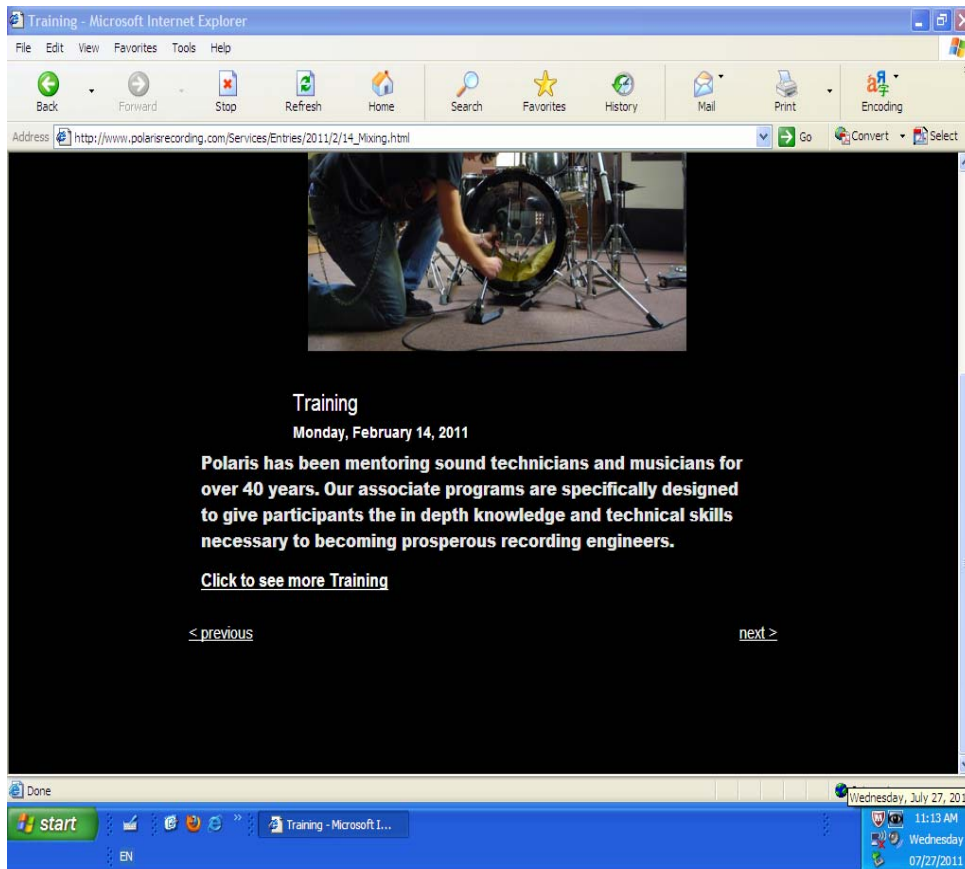 Training - Microsoft Internet Explorer
File Edit View Favorites Tools Help
Back Forward Stop Refresh Home Search Favorites History Mail Print Encoding
Address http://www.polarisrecording.com/Services/Entries/2011/2/14_Mixing.html Go Convert Select
Training
Monday, February 14, 2011
Polaris has been mentoring sound technicians and musicians for
over 40 years. Our associate programs are specifically designed
to give participants the in depth knowledge and technical skills
necessary to becoming prosperous recording engineers.
Click to see more Training
< previous next >
Done
Wednesday, July 27, 201
start Training - Microsoft I... 11:13 AM
Wednesday
EN 07/27/2011